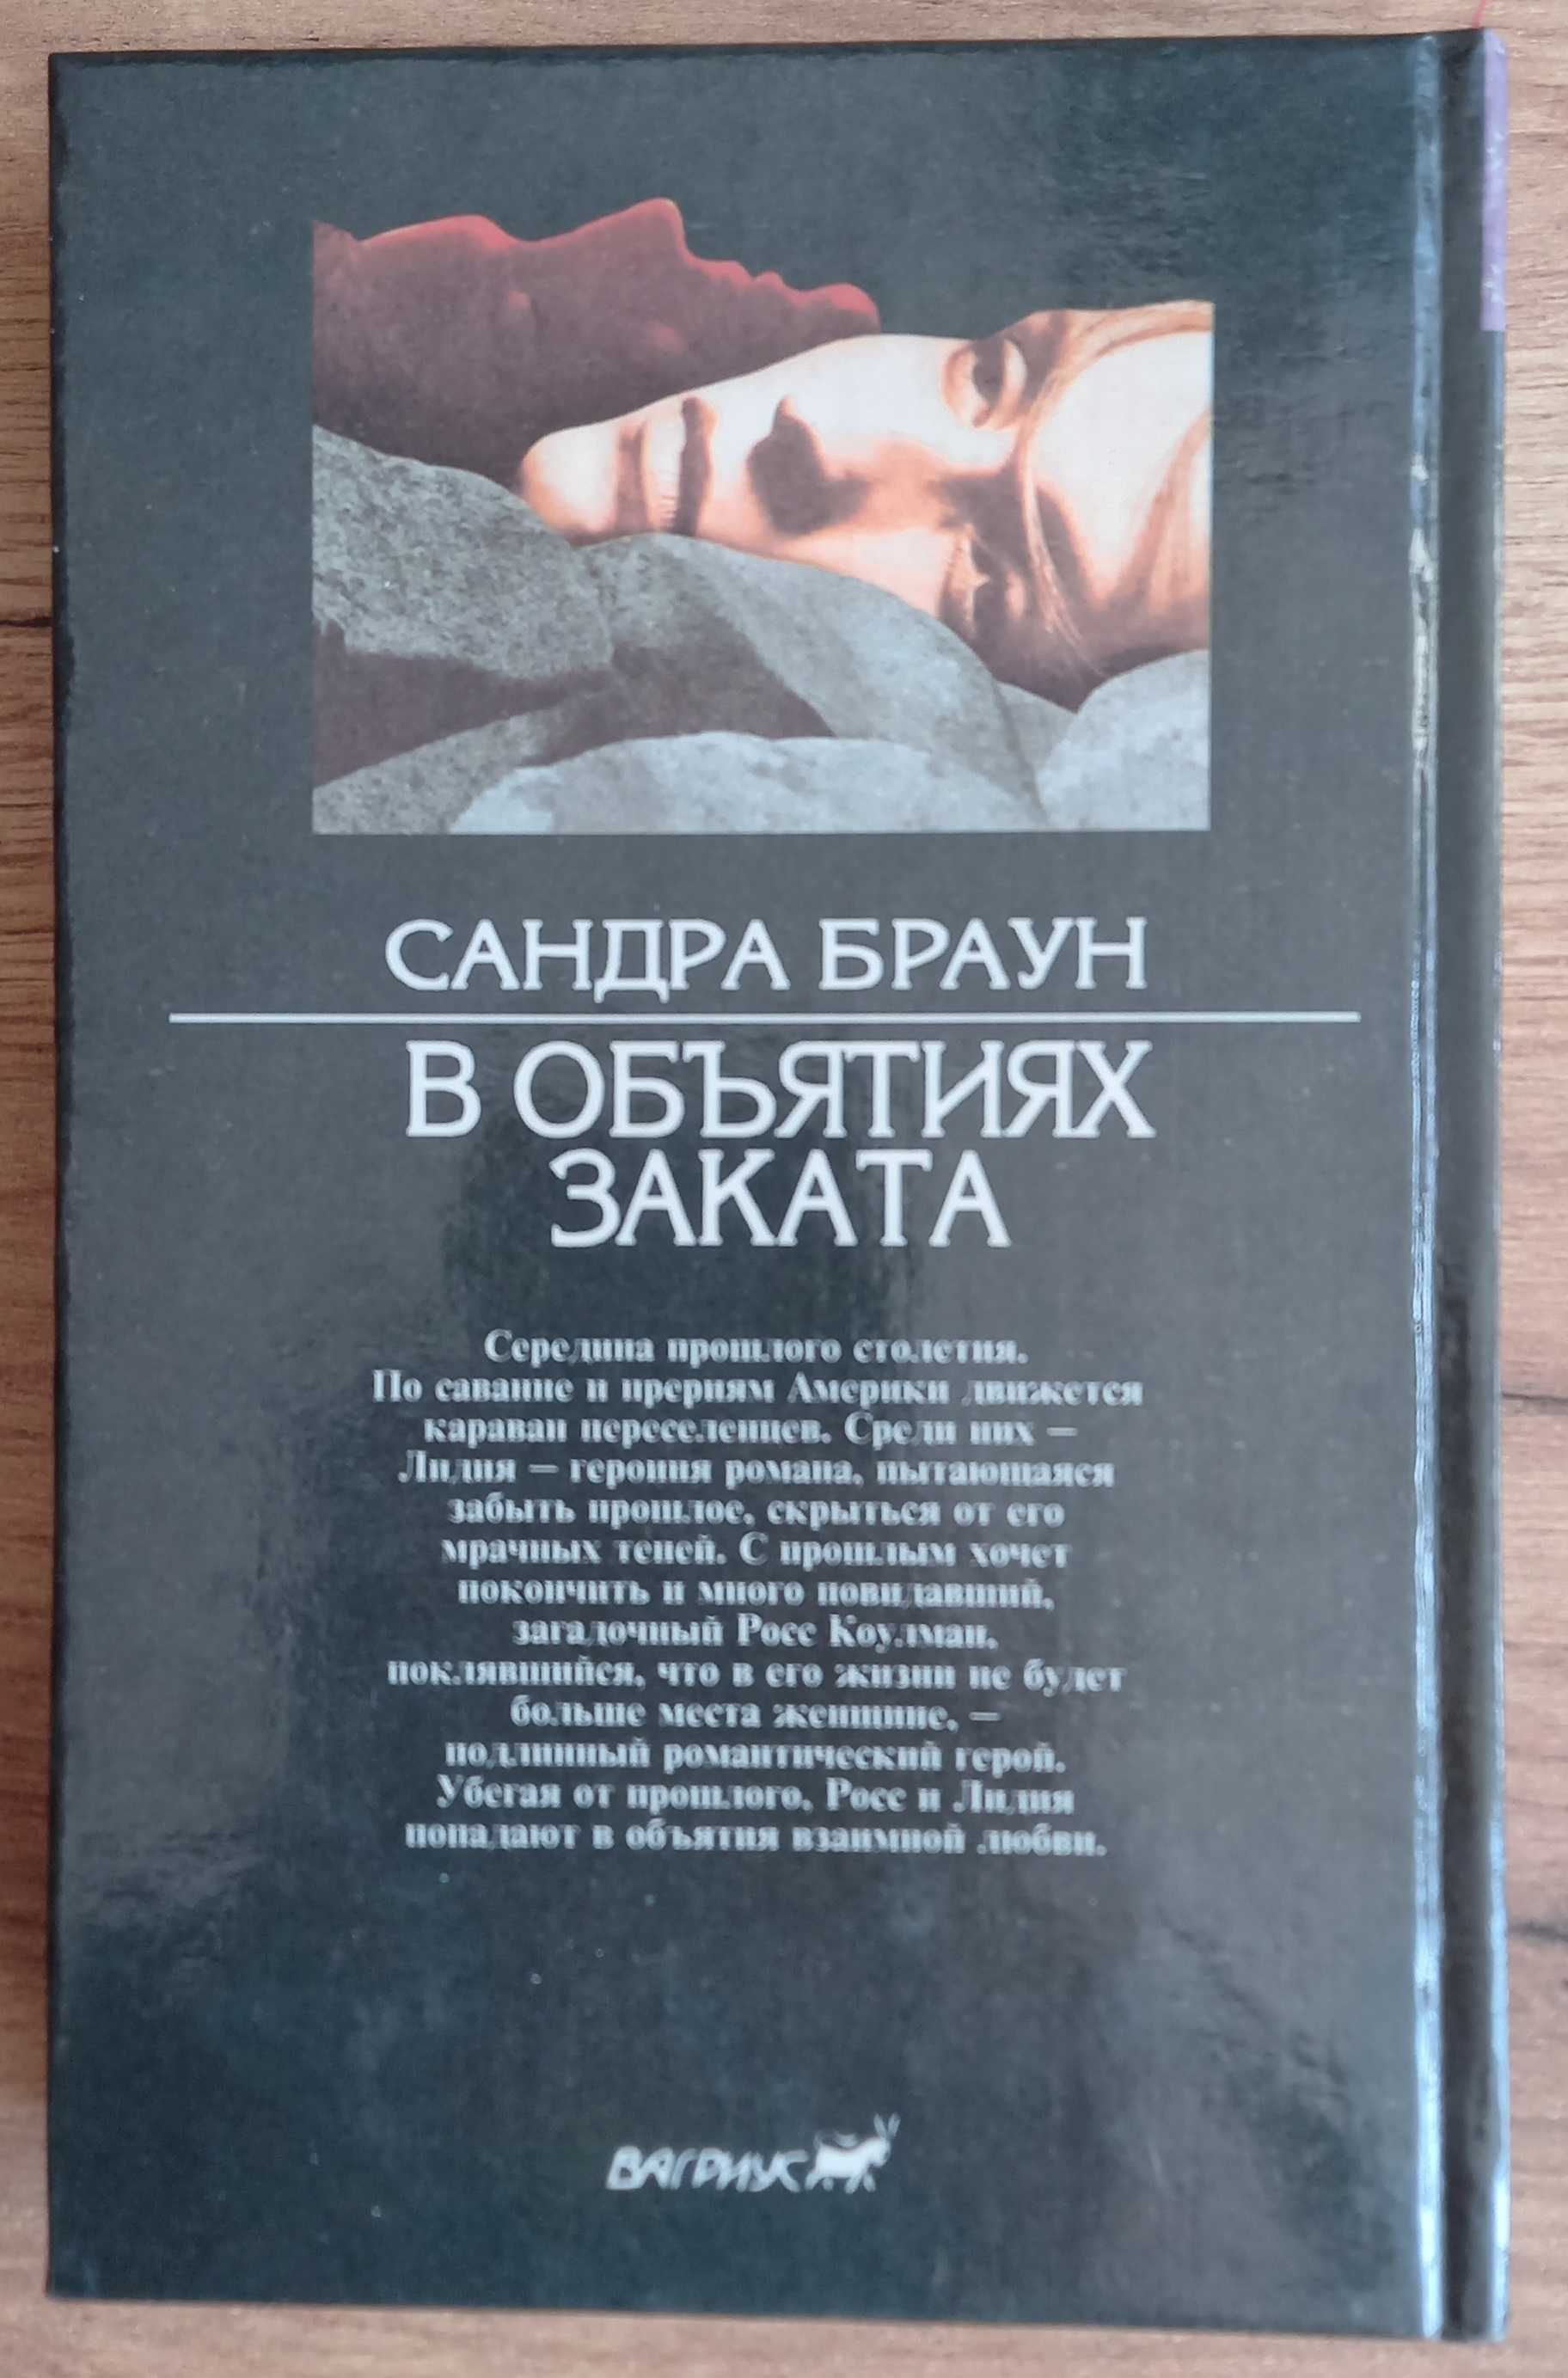 САНДРА БРАУН
В ОБЪЯТИЯХ
ЗАКАТА
Середина прошлого столетия.
По саванне и прериям Америки движется
караван переселенцев. Среди них —
Лидия — героиня романа, пытающаяся
забыть прошлое, скрыться от его
мрачных теней. С прошлым хочет
покончить и много повидавший,
загадочный Росс Коулман,
поклявшийся, что в его жизни не будет
больше места женщине, —
подлинный романтический герой.
Убегая от прошлого, Росс и Лидия
попадают в объятия взаимной любви.
ВАГРИУС